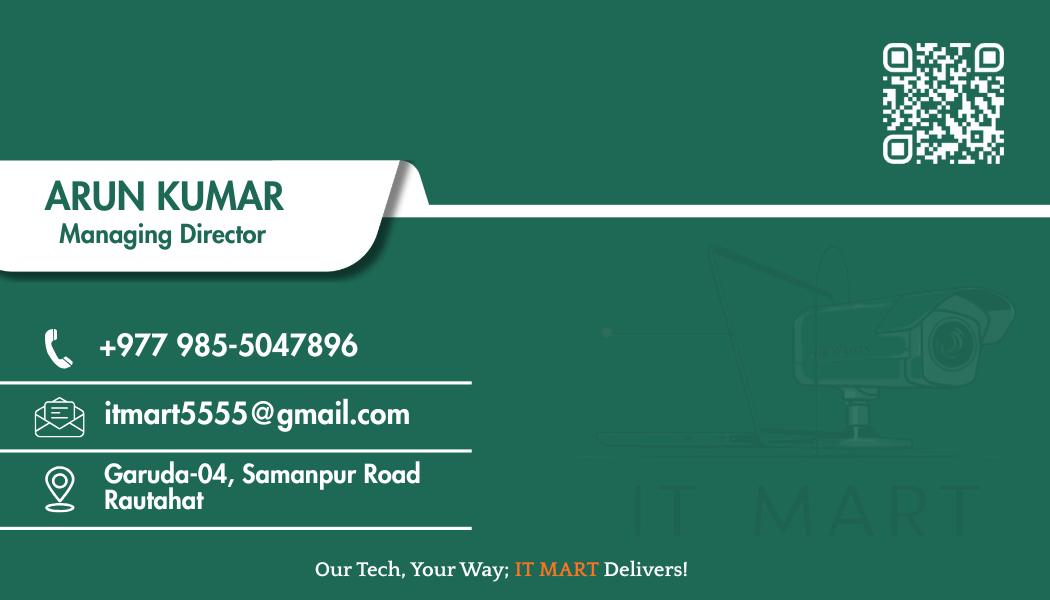 ARUN KUMAR
Managing Director
+977 985-5047896
itmart5555@gmail.com
Garuda-04, Samanpur Road
Rautahat
IT MART
Our Tech, Your Way; IT MART Delivers!